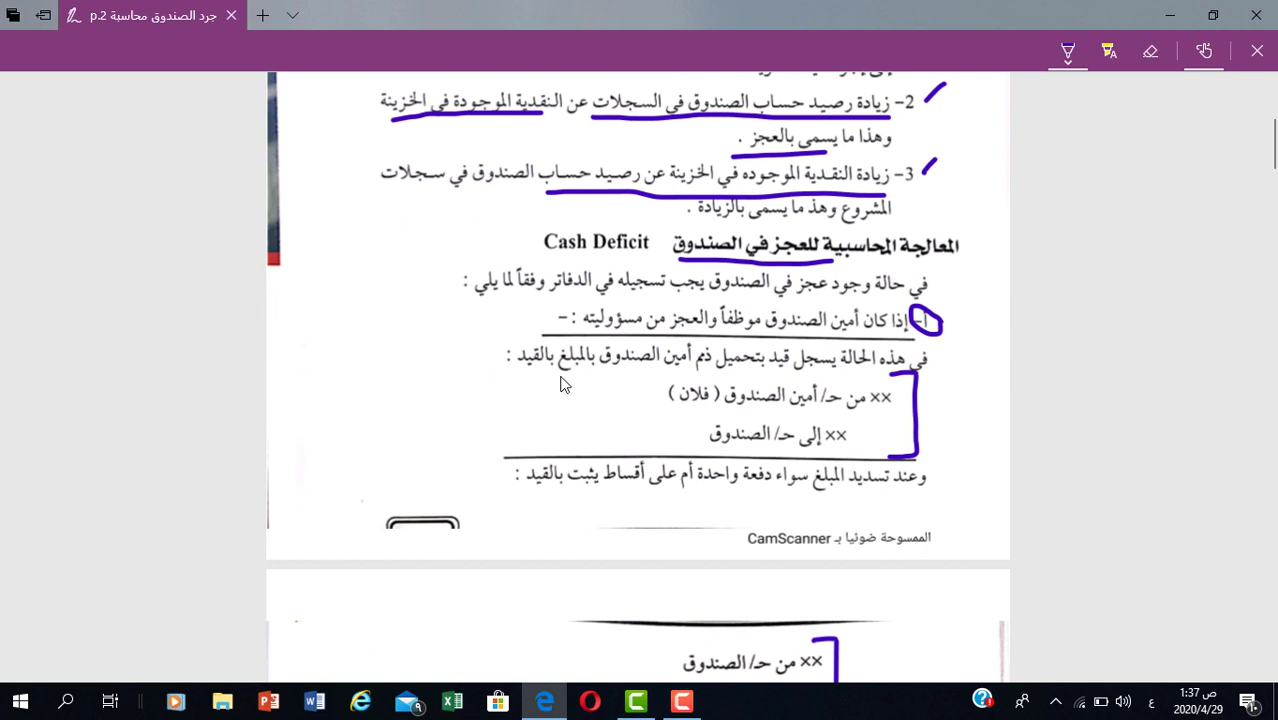 جرد الصندوق محاسبة p.2
2- زيادة رصيد حساب الصندوق في السجلات عن النقدية الموجودة في الخزينة
وهذا ما يسمى بالعجز .
3- زيادة النقدية الموجوده في الخزينة عن رصيد حساب الصندوق في سجلات
المشروع وهذ ما يسمى بالزيادة .
المعالجة المحاسبية للعجز في الصندوق Cash Deficit
في حالة وجود عجز في الصندوق يجب تسجيله في الدفاتر وفقاً لما يلي :
أ- إذا كان أمين الصندوق موظفاً والعجز من مسؤوليته : -
في هذه الحالة يسجل قيد بتحميل ذمم أمين الصندوق بالمبلغ بالقيد :
×× من حـ/ أمين الصندوق ( فلان )
×× إلى حـ/ الصندوق
وعند تسديد المبلغ سواء دفعة واحدة أم على أقساط يثبت بالقيد :
الممسوحة ضوئيا بـ CamScanner
×× من حـ/ الصندوق
1:37 ص
2020/4/29
ع